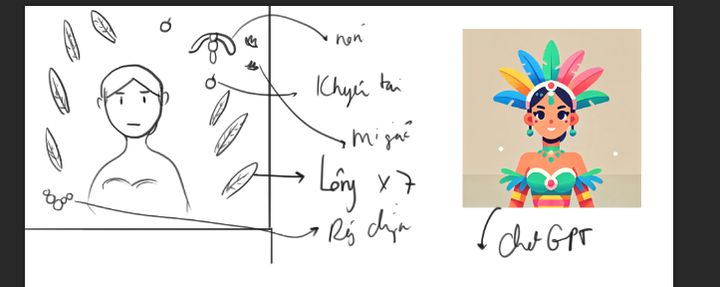 nón
Khuyên tai
mi giả
Lông x 7
Chat GPT